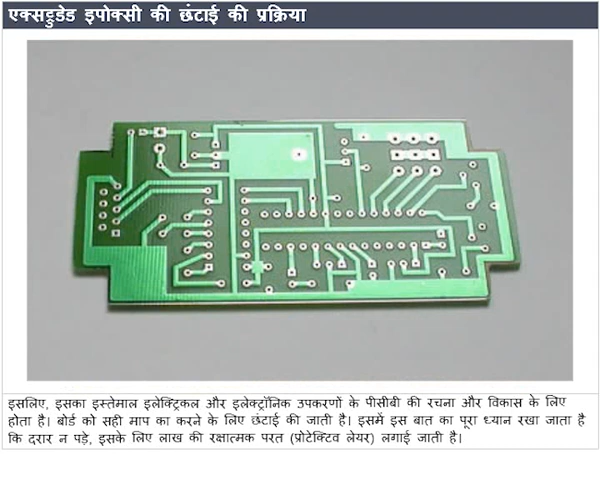 एक्सट्रुडेड इपोक्सी की छंटाई की प्रक्रिया
इसलिए, इसका इस्तेमाल इलेक्ट्रिकल और इलेक्ट्रॉनिक उपकरणों के पीसीबी की रचना और विकास के लिए
होता है। बोर्ड को सही माप का करने के लिए छंटाई की जाती है। इसमें इस बात का पूरा ध्यान रखा जाता है
कि दरार न पड़े, इसके लिए लाख की रक्षात्मक परत (प्रोटेक्टिव लेयर) लगाई जाती है।